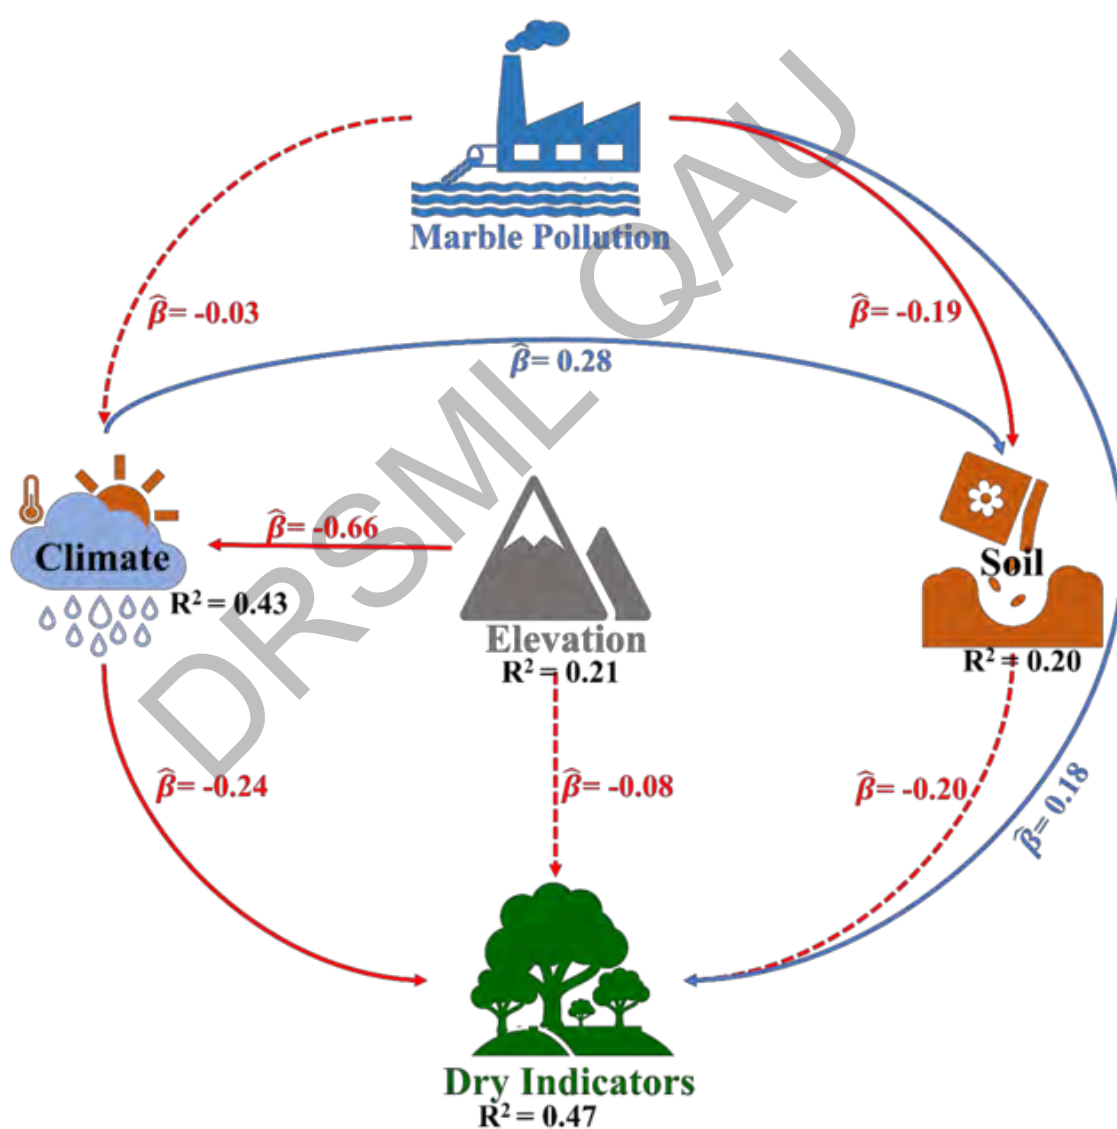 Marble Pollution
β̂= -0.03
β̂= -0.19
β̂= 0.28
β̂= -0.66
Climate
R² = 0.43
Elevation
R² = 0.21
Soil
R² = 0.20
β̂= -0.24
β̂= -0.08
β̂= -0.20
β̂= 0.18
Dry Indicators
R² = 0.47
DRSML QAU